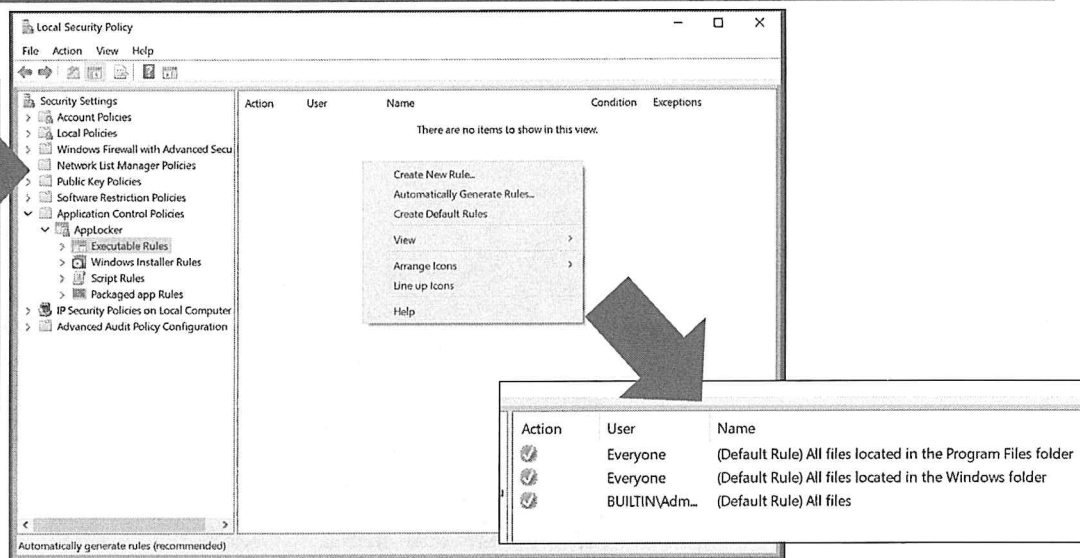 Local Security Policy
File Action View Help
Security Settings
Account Policies
Local Policies
Windows Firewall with Advanced Secu
Network List Manager Policies
Public Key Policies
Software Restriction Policies
Application Control Policies
AppLocker
Executable Rules
Windows Installer Rules
Script Rules
Packaged app Rules
IP Security Policies on Local Computer
Advanced Audit Policy Configuration
Action User Name Condition Exceptions
There are no items to show in this view.
Create New Rule...
Automatically Generate Rules...
Create Default Rules
View
Arrange Icons
Line up Icons
Help
Action User Name
Everyone (Default Rule) All files located in the Program Files folder
Everyone (Default Rule) All files located in the Windows folder
BUILTIN\Adm... (Default Rule) All files
Automatically generate rules (recommended)